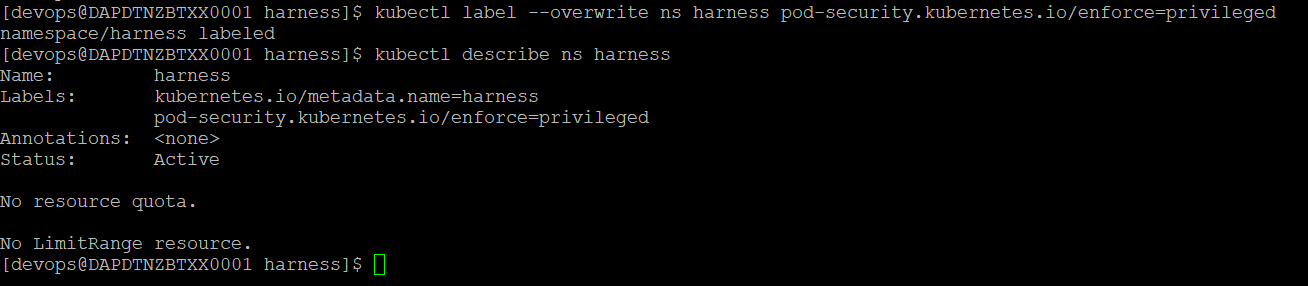 [devops@DAPDTNZBTXX0001 harness]$ kubectl label --overwrite ns harness pod-security.kubernetes.io/enforce=privileged
namespace/harness labeled
[devops@DAPDTNZBTXX0001 harness]$ kubectl describe ns harness
Name:         harness
Labels:       kubernetes.io/metadata.name=harness
              pod-security.kubernetes.io/enforce=privileged
Annotations:  <none>
Status:       Active
No resource quota.
No LimitRange resource.
[devops@DAPDTNZBTXX0001 harness]$